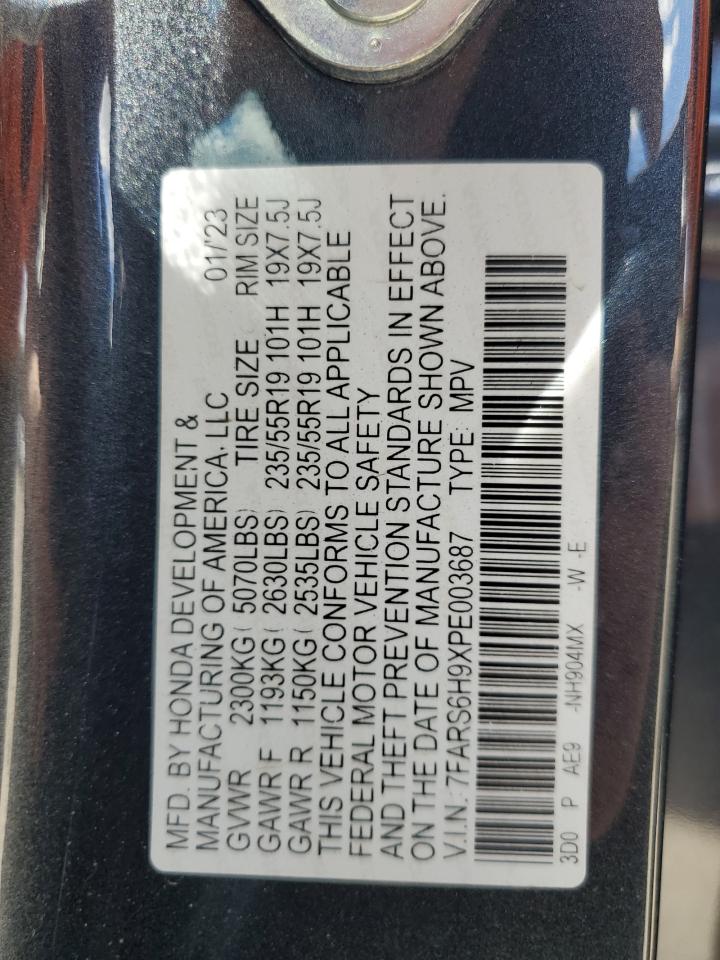 MFD. BY HONDA DEVELOPMENT &
MANUFACTURING OF AMERICA, LLC 01/'23
GVWR 2300KG ( 5070LBS) TIRE SIZE RIM SIZE
GAWR F 1193KG ( 2630LBS) 235/55R19 101H 19X7.5J
GAWR R 1150KG ( 2535LBS) 235/55R19 101H 19X7.5J
THIS VEHICLE CONFORMS TO ALL APPLICABLE
FEDERAL MOTOR VEHICLE SAFETY
AND THEFT PREVENTION STANDARDS IN EFFECT
ON THE DATE OF MANUFACTURE SHOWN ABOVE.
V.I.N.: 7FARS6H9XPE003687 TYPE: MPV
3D0 P AE9 -NH904MX -W -E